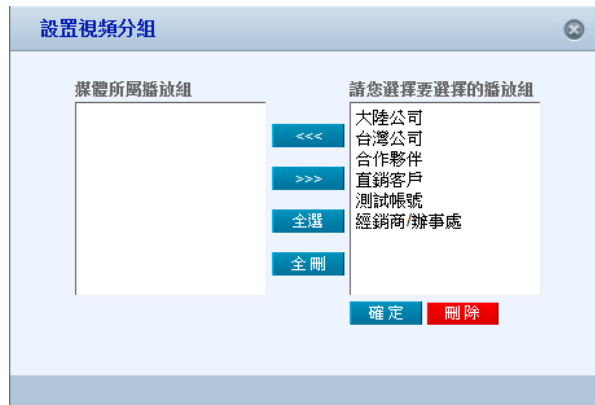 設置視頻分組
媒體所屬播放組
請您選擇要選擇的播放組
大陸公司
台灣公司
合作夥伴
直銷客戶
測試帳號
經銷商/辦事處
<<<
>>>
全選
全刪
確定
刪除